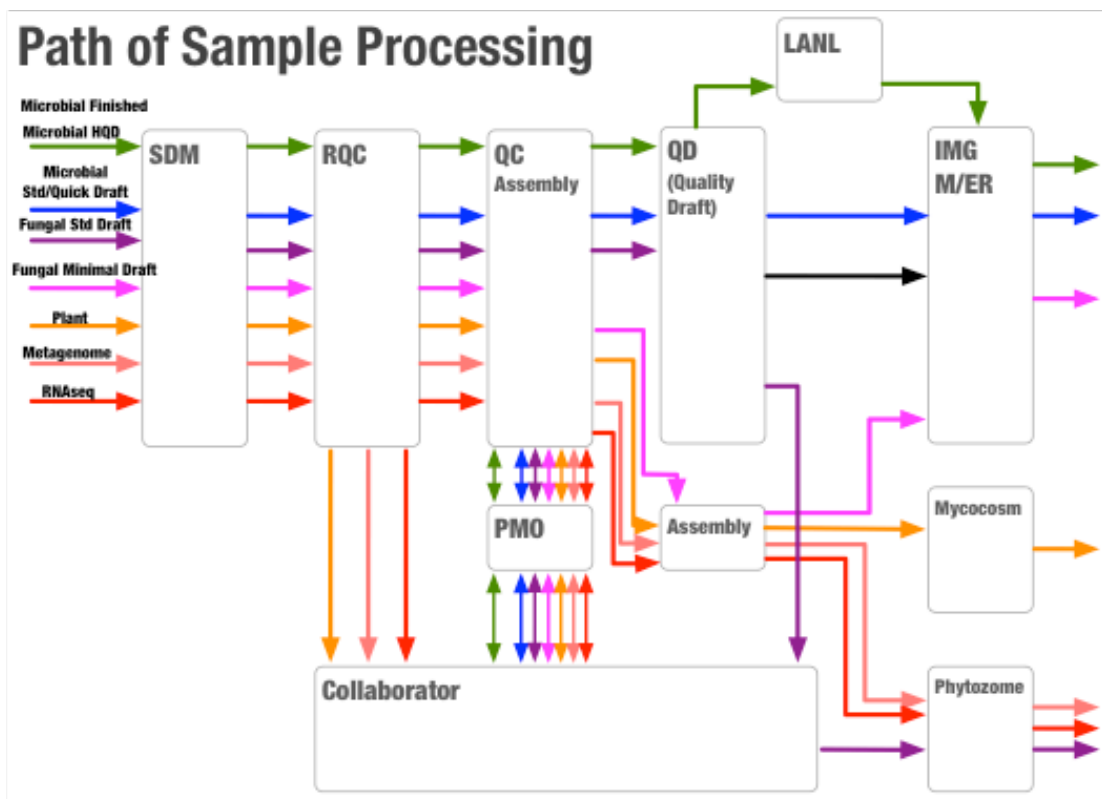 Path of Sample Processing
LANL
Microbial Finished
Microbial HQD
SDM
RQC
QC
Assembly
QD
(Quality
Draft)
IMG
M/ER
Microbial
Std/Quick Draft
Fungal Std Draft
Fungal Minimal Draft
Plant
Metagenome
RNAseq
PMO
Assembly
Mycocosm
Collaborator
Phytozome